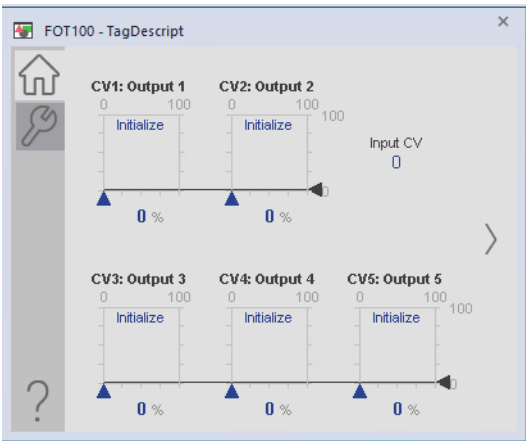 FOT100 - TagDescript
CV1: Output 1 CV2: Output 2
0 100 0 100
Initialize Initialize 100
Input CV
0
0
0 % 0 %
CV3: Output 3 CV4: Output 4 CV5: Output 5
0 100 0 100 0 100
Initialize Initialize Initialize 100
0
0 % 0 % 0 %
?